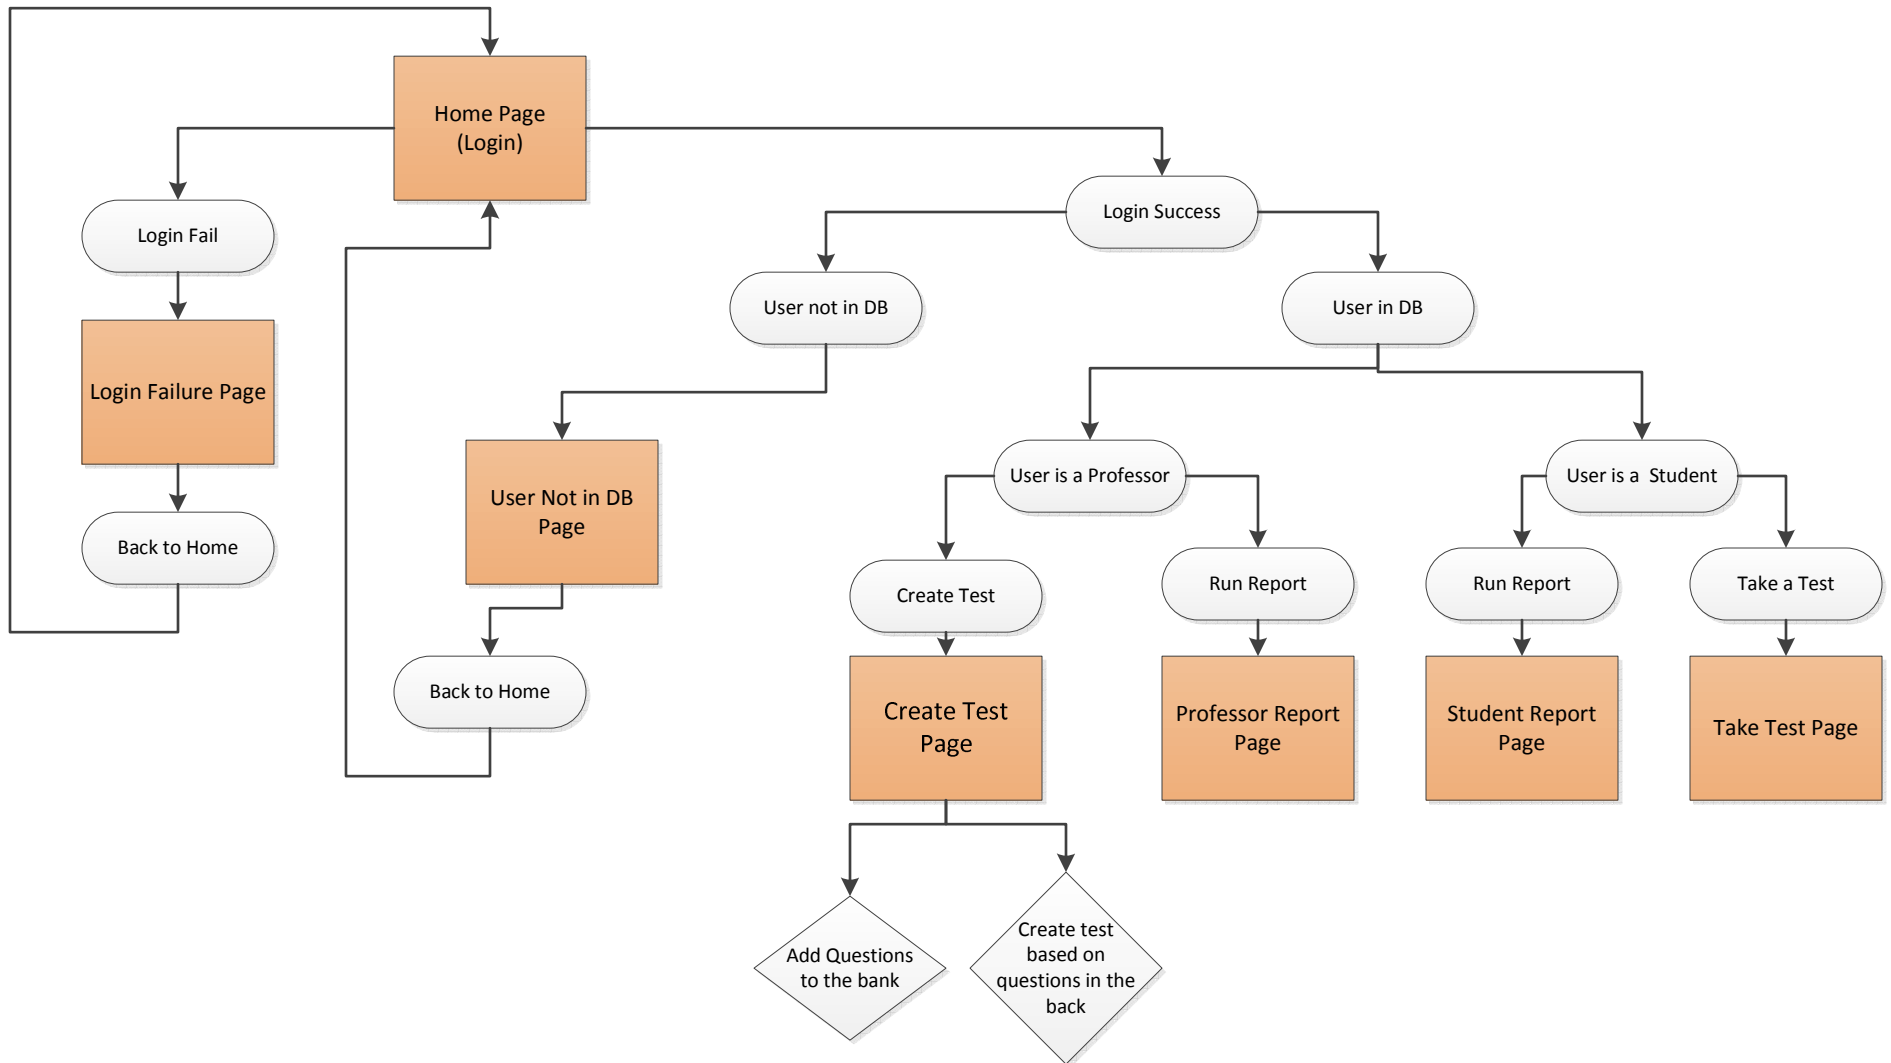 Home Page
(Login)
Login Fail
Login Success
User not in DB
User in DB
Login Failure Page
User Not in DB
Page
User is a Professor
User is a  Student
Back to Home
Create Test
Run Report
Run Report
Take a Test
Back to Home
Create Test
Page
Professor Report
Page
Student Report
Page
Take Test Page
Add Questions
to the bank
Create test
based on
questions in the
back